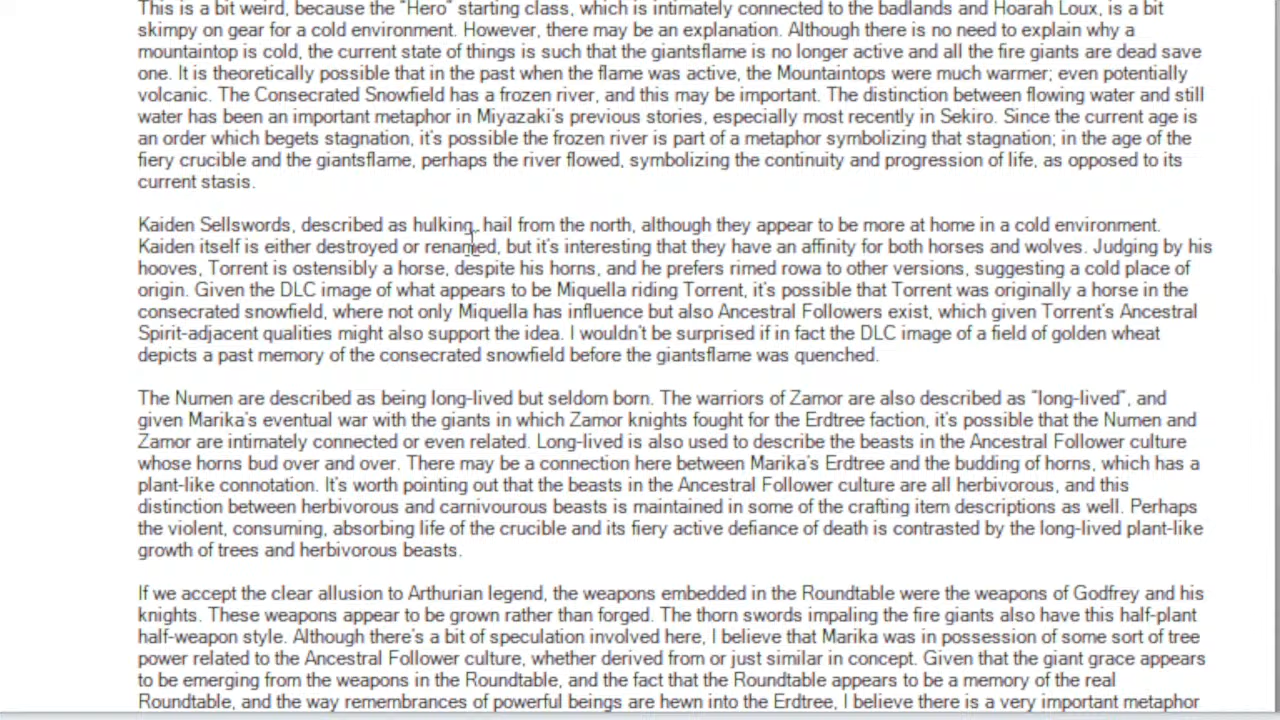 This is a bit weird, because the "Hero" starting class, which is intimately connected to the badlands and Hoarah Loux, is a bit
skimpy on gear for a cold environment. However, there may be an explanation. Although there is no need to explain why a
mountaintop is cold, the current state of things is such that the giantsflame is no longer active and all the fire giants are dead save
one. It is theoretically possible that in the past when the flame was active, the Mountaintops were much warmer; even potentially
volcanic. The Consecrated Snowfield has a frozen river, and this may be important. The distinction between flowing water and still
water has been an important metaphor in Miyazaki's previous stories, especially most recently in Sekiro. Since the current age is
an order which begets stagnation, it's possible the frozen river is part of a metaphor symbolizing that stagnation; in the age of the
fiery crucible and the giantsflame, perhaps the river flowed, symbolizing the continuity and progression of life, as opposed to its
current stasis.
Kaiden Sellswords, described as hulking, hail from the north, although they appear to be more at home in a cold environment.
Kaiden itself is either destroyed or renamed, but it's interesting that they have an affinity for both horses and wolves. Judging by his
hooves, Torrent is ostensibly a horse, despite his horns, and he prefers rimed rowa to other versions, suggesting a cold place of
origin. Given the DLC image of what appears to be Miquella riding Torrent, it's possible that Torrent was originally a horse in the
consecrated snowfield, where not only Miquella has influence but also Ancestral Followers exist, which given Torrent's Ancestral
Spirit-adjacent qualities might also support the idea. I wouldn't be surprised if in fact the DLC image of a field of golden wheat
depicts a past memory of the consecrated snowfield before the giantsflame was quenched.
The Numen are described as being long-lived but seldom born. The warriors of Zamor are also described as "long-lived", and
given Marika's eventual war with the giants in which Zamor knights fought for the Erdtree faction, it's possible that the Numen and
Zamor are intimately connected or even related. Long-lived is also used to describe the beasts in the Ancestral Follower culture
whose horns bud over and over. There may be a connection here between Marika's Erdtree and the budding of horns, which has a
plant-like connotation. It's worth pointing out that the beasts in the Ancestral Follower culture are all herbivorous, and this
distinction between herbivorous and carnivourous beasts is maintained in some of the crafting item descriptions as well. Perhaps
the violent, consuming, absorbing life of the crucible and its fiery active defiance of death is contrasted by the long-lived plant-like
growth of trees and herbivorous beasts.
If we accept the clear allusion to Arthurian legend, the weapons embedded in the Roundtable were the weapons of Godfrey and his
knights. These weapons appear to be grown rather than forged. The thorn swords impaling the fire giants also have this half-plant
half-weapon style. Although there's a bit of speculation involved here, I believe that Marika was in possession of some sort of tree
power related to the Ancestral Follower culture, whether derived from or just similar in concept. Given that the giant grace appears
to be emerging from the weapons in the Roundtable, and the fact that the Roundtable appears to be a memory of the real
Roundtable, and the way remembrances of powerful beings are hewn into the Erdtree, I believe there is a very important metaphor